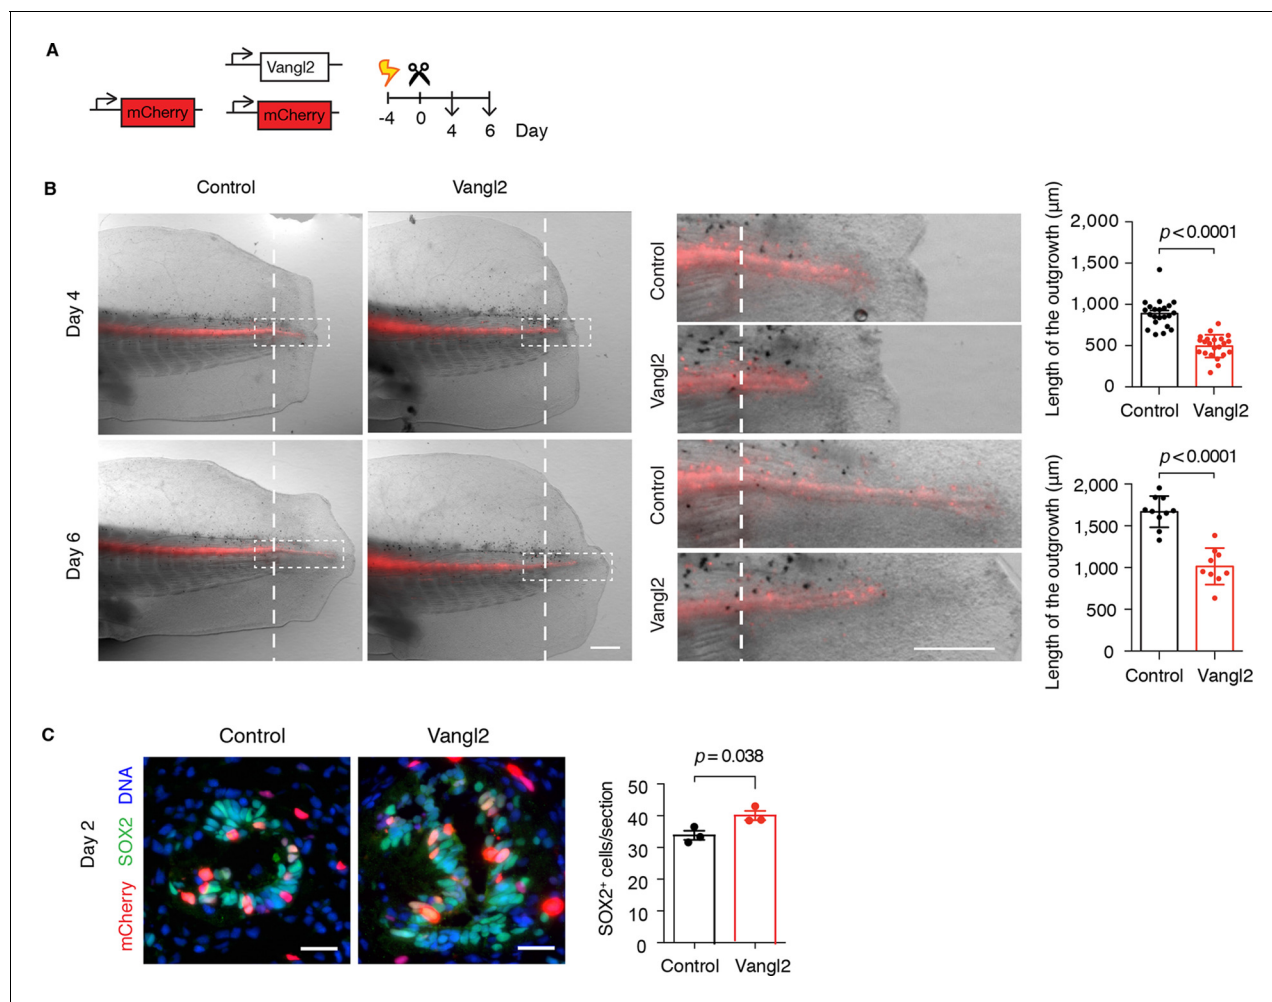 A
Vangl2
mCherry
mCherry
-4 0 4 6 Day
B
Control Vangl2
Day 4
Day 6
Control
Vangl2
Control
Vangl2
Length of the outgrowth (µm)
2,000
1,500
1,000
500
0
p < 0.0001
Control Vangl2
Length of the outgrowth (µm)
2,000
1,500
1,000
500
0
p < 0.0001
Control Vangl2
C
Control Vangl2
Day 2
mCherry SOX2 DNA
SOX2⁺ cells/section
50
40
30
20
10
0
p = 0.038
Control Vangl2